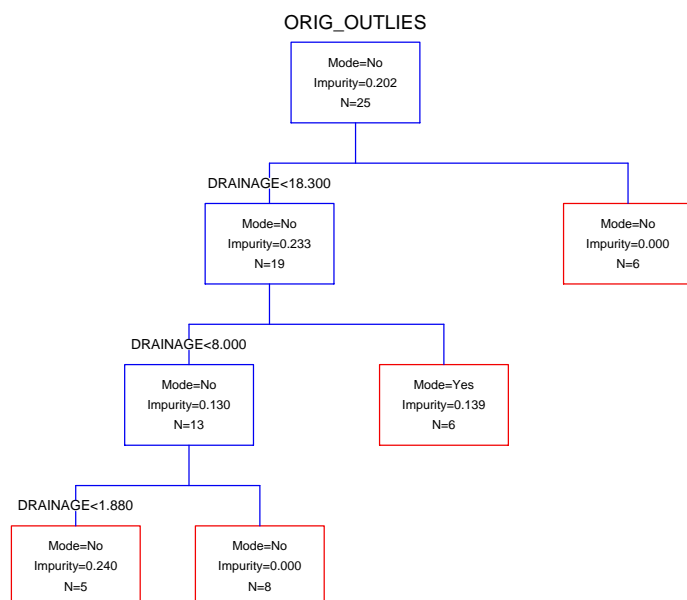 ORIG_OUTLIES
Mode=No
Impurity=0.202
N=25
DRAINAGE<18.300
Mode=No
Impurity=0.233
N=19
Mode=No
Impurity=0.000
N=6
DRAINAGE<8.000
Mode=No
Impurity=0.130
N=13
Mode=Yes
Impurity=0.139
N=6
DRAINAGE<1.880
Mode=No
Impurity=0.240
N=5
Mode=No
Impurity=0.000
N=8